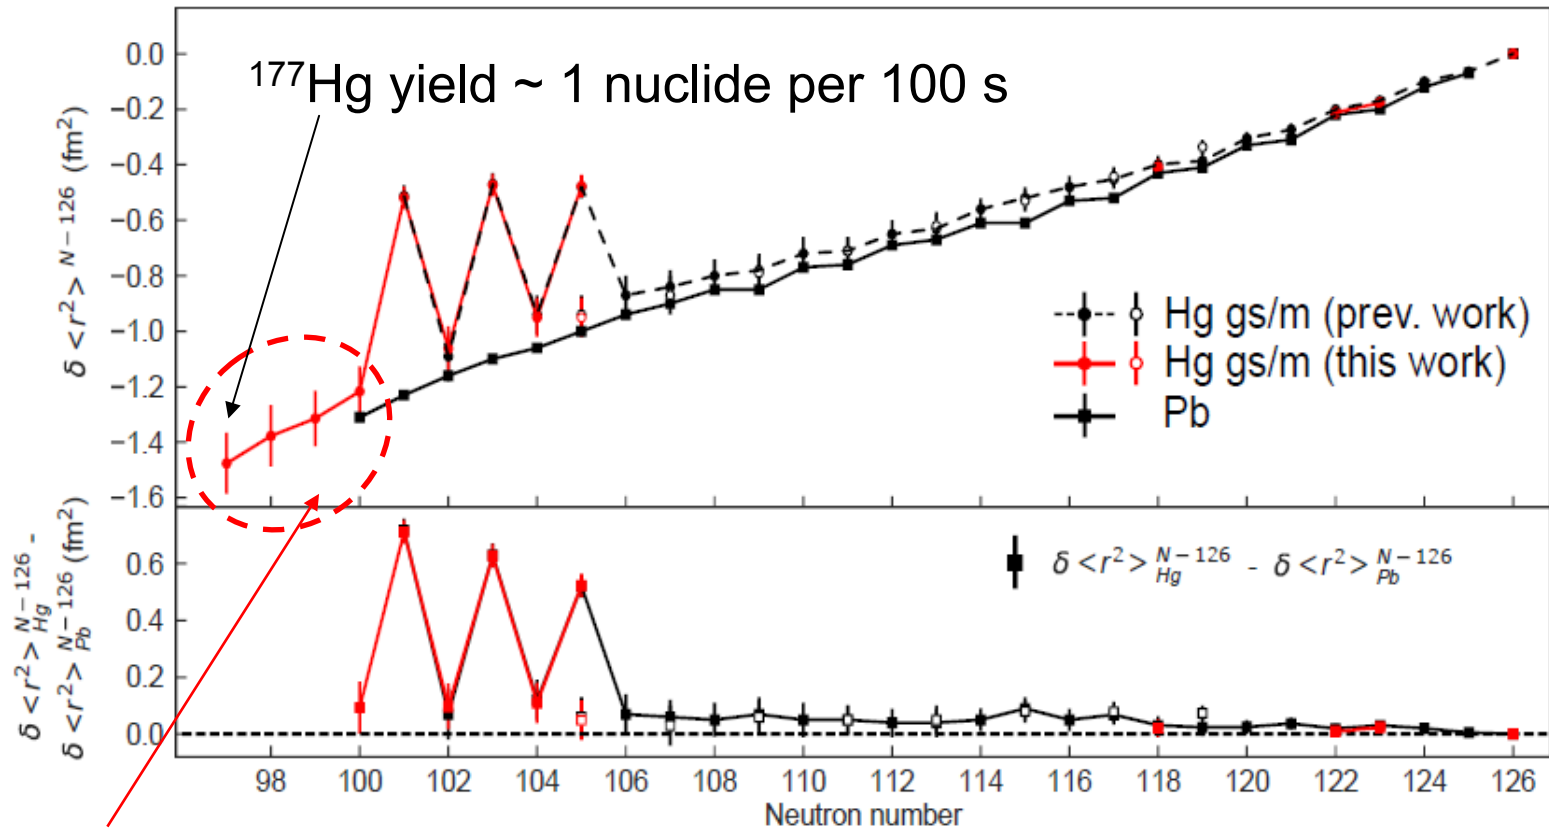 ¹⁷⁷Hg yield ~ 1 nuclide per 100 s
δ <r²> ᴺ⁻¹²⁶ (fm²)
0.0
−0.2
−0.4
−0.6
−0.8
−1.0
−1.2
−1.4
−1.6
Hg gs/m (prev. work)
Hg gs/m (this work)
Pb
δ <r²> N−126 Hg -
δ <r²> N−126 Pb (fm²)
0.6
0.4
0.2
0.0
δ <r²> N−126 Hg - δ <r²> N−126 Pb
98 100 102 104 106 108 110 112 114 116 118 120 122 124 126
Neutron number